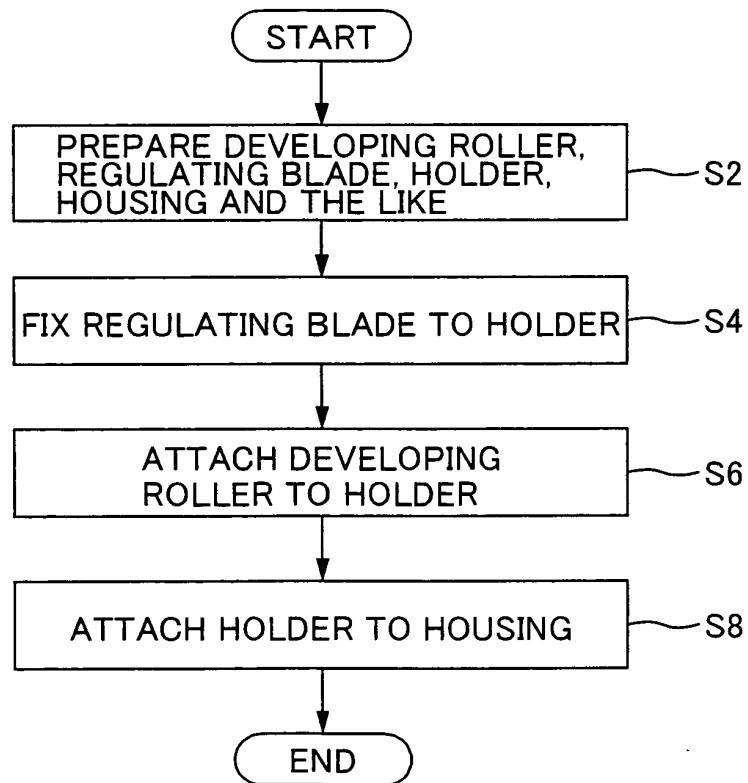 START
PREPARE DEVELOPING ROLLER,
REGULATING BLADE, HOLDER,
HOUSING AND THE LIKE
S2
FIX REGULATING BLADE TO HOLDER
S4
ATTACH DEVELOPING
ROLLER TO HOLDER
S6
ATTACH HOLDER TO HOUSING
S8
END